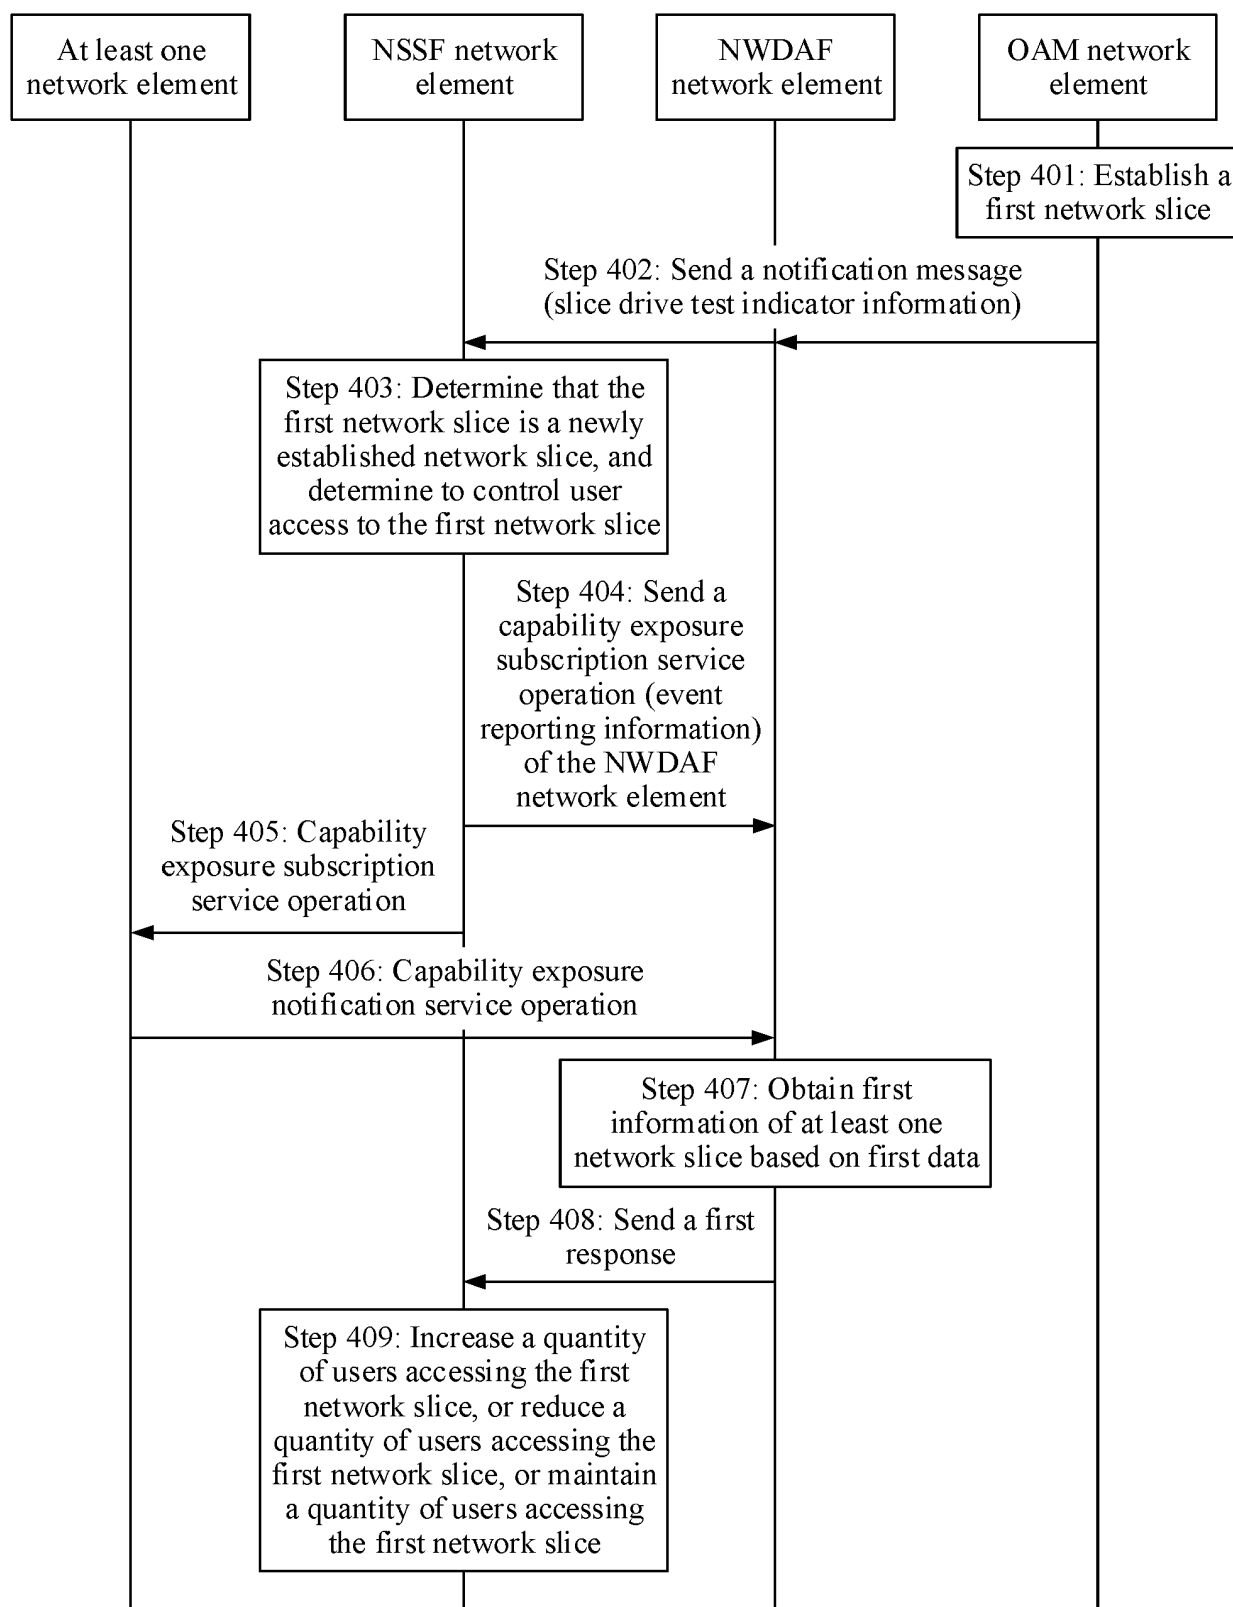 At least one
network element
NSSF network
element
NWDAF
network element
OAM network
element
Step 401: Establish a
first network slice
Step 402: Send a notification message
(slice drive test indicator information)
Step 403: Determine that the
first network slice is a newly
established network slice, and
determine to control user
access to the first network slice
Step 404: Send a
capability exposure
subscription service
operation (event
reporting information)
of the NWDAF
network element
Step 405: Capability
exposure subscription
service operation
Step 406: Capability exposure
notification service operation
Step 407: Obtain first
information of at least one
network slice based on first data
Step 408: Send a first
response
Step 409: Increase a quantity
of users accessing the first
network slice, or reduce a
quantity of users accessing the
first network slice, or maintain
a quantity of users accessing
the first network slice